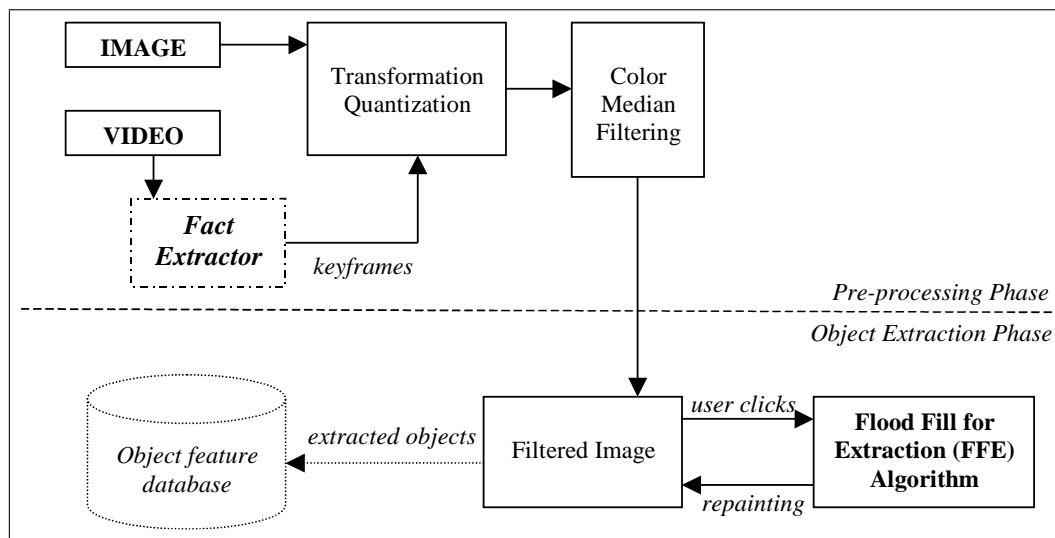 IMAGE
Transformation
Quantization
Color
Median
Filtering
VIDEO
Fact
Extractor
keyframes
Pre-processing Phase
Object Extraction Phase
Object feature
database
extracted objects
Filtered Image
user clicks
repainting
Flood Fill for
Extraction (FFE)
Algorithm